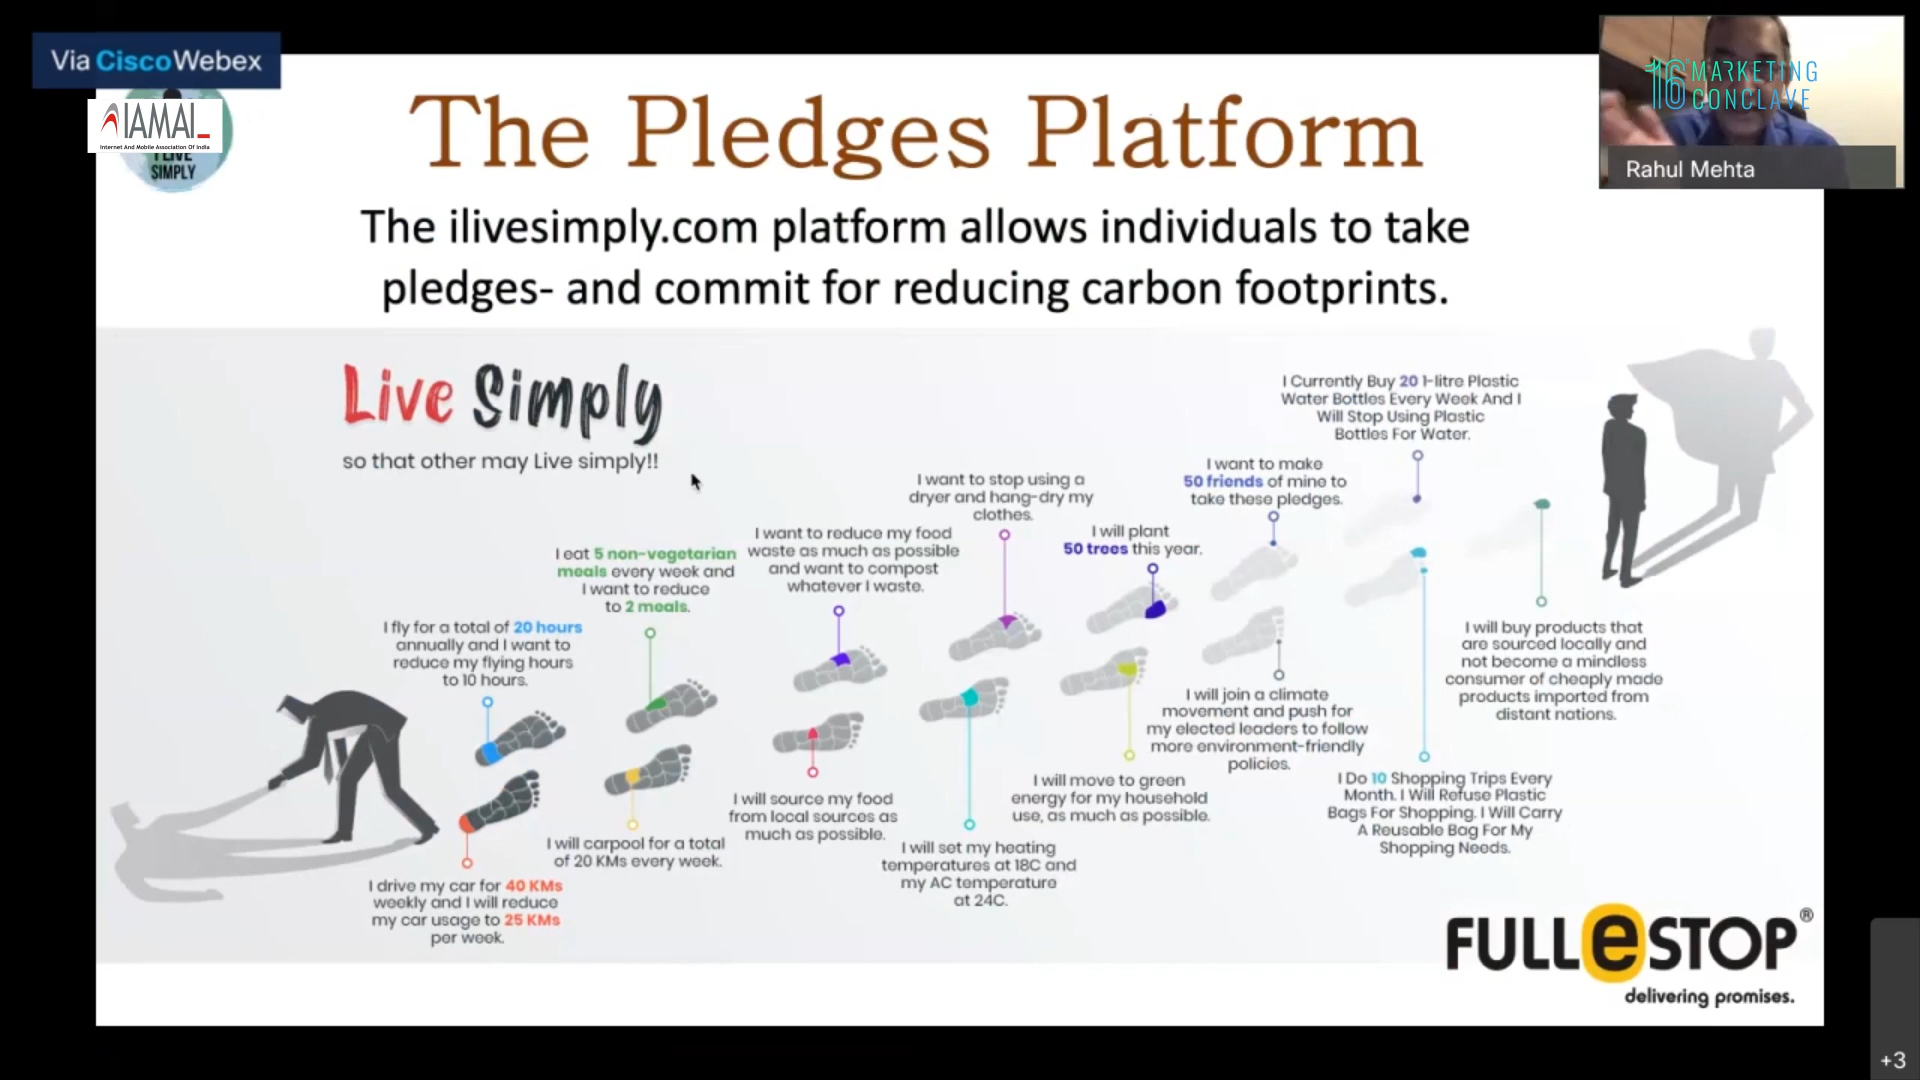 Via CiscoWebex
IAMAI
Internet And Mobile Association Of India
I LIVE
SIMPLY
The Pledges Platform
16 MARKETING
CONCLAVE
Rahul Mehta
The ilivesimply.com platform allows individuals to take
pledges- and commit for reducing carbon footprints.
Live Simply
so that other may Live simply!!
I drive my car for 40 KMs
weekly and I will reduce
my car usage to 25 KMs
per week.
I fly for a total of 20 hours
annually and I want to
reduce my flying hours
to 10 hours.
I will carpool for a total
of 20 KMs every week.
I eat 5 non-vegetarian
meals every week and
I want to reduce
to 2 meals.
I will source my food
from local sources as
much as possible.
I want to reduce my food
waste as much as possible
and want to compost
whatever I waste.
I will set my heating
temperatures at 18C and
my AC temperature
at 24C.
I want to stop using a
dryer and hang-dry my
clothes.
I will move to green
energy for my household
use, as much as possible.
I will plant
50 trees this year.
I will join a climate
movement and push for
my elected leaders to follow
more environment-friendly
policies.
I want to make
50 friends of mine to
take these pledges.
I Do 10 Shopping Trips Every
Month. I Will Refuse Plastic
Bags For Shopping. I Will Carry
A Reusable Bag For My
Shopping Needs.
I Currently Buy 20 1-litre Plastic
Water Bottles Every Week And I
Will Stop Using Plastic
Bottles For Water.
I will buy products that
are sourced locally and
not become a mindless
consumer of cheaply made
products imported from
distant nations.
FULLeSTOP®
delivering promises.
+3